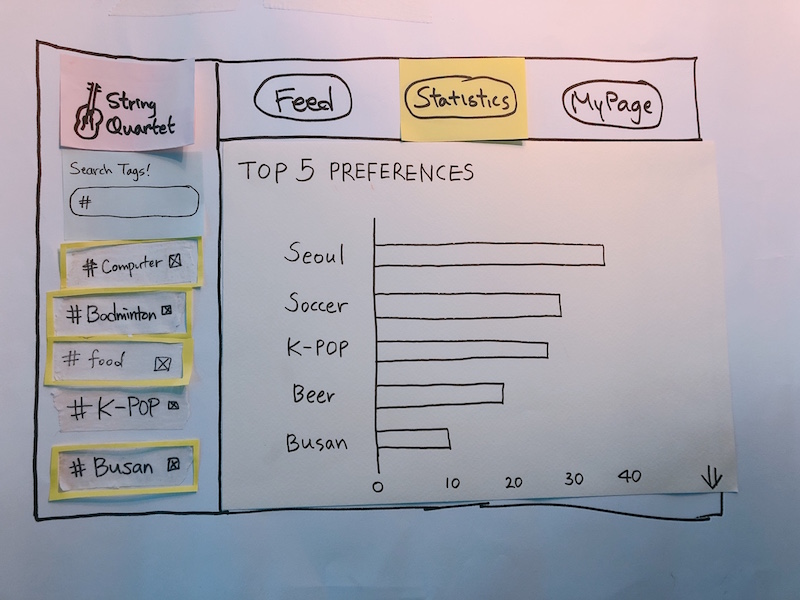 String
Quartet
Feed
Statistics
MyPage
Search Tags!
#
#Computer
#Badminton
#food
#K-POP
#Busan
TOP 5 PREFERENCES
Seoul
Soccer
K-POP
Beer
Busan
0 10 20 30 40